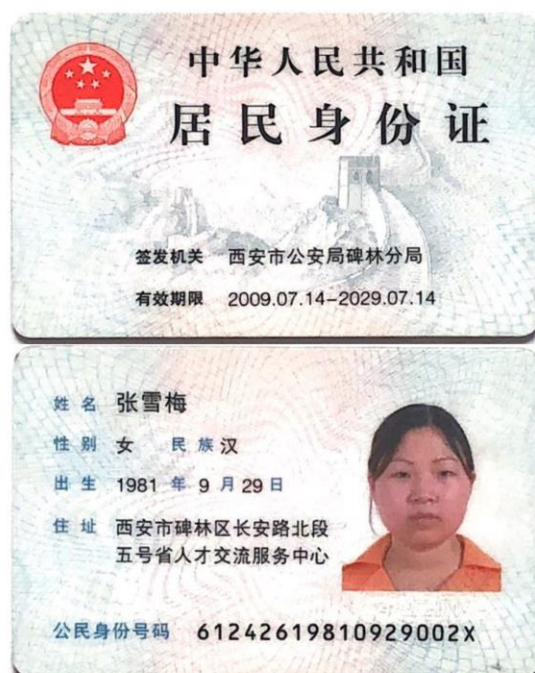 中华人民共和国
居民身份证
签发机关 西安市公安局碑林分局
有效期限 2009.07.14-2029.07.14
姓名 张雪梅
性别 女 民族 汉
出生 1981 年 9 月 29 日
住址 西安市碑林区长安路北段
五号省人才交流服务中心
公民身份号码 61242619810929002X